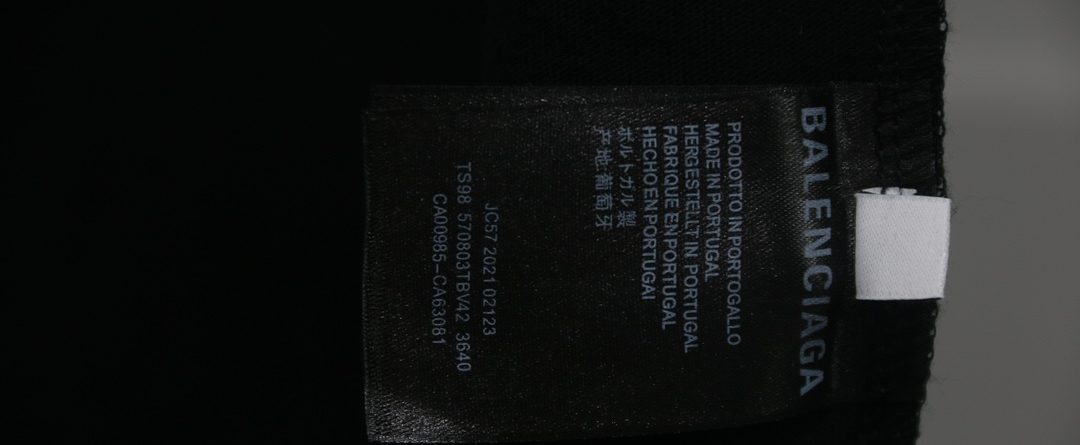 BALENCIAGA
PRODOTTO IN PORTOGALLO
MADE IN PORTUGAL
HERGESTELLT IN PORTUGAL
FABRIQUE EN PORTUGAL
HECHO EN PORTUGAl
ポルトガル製
产地:葡萄牙
JC57 2021 02123
TS98 570803TBV42 3640
CA00985-CA63081